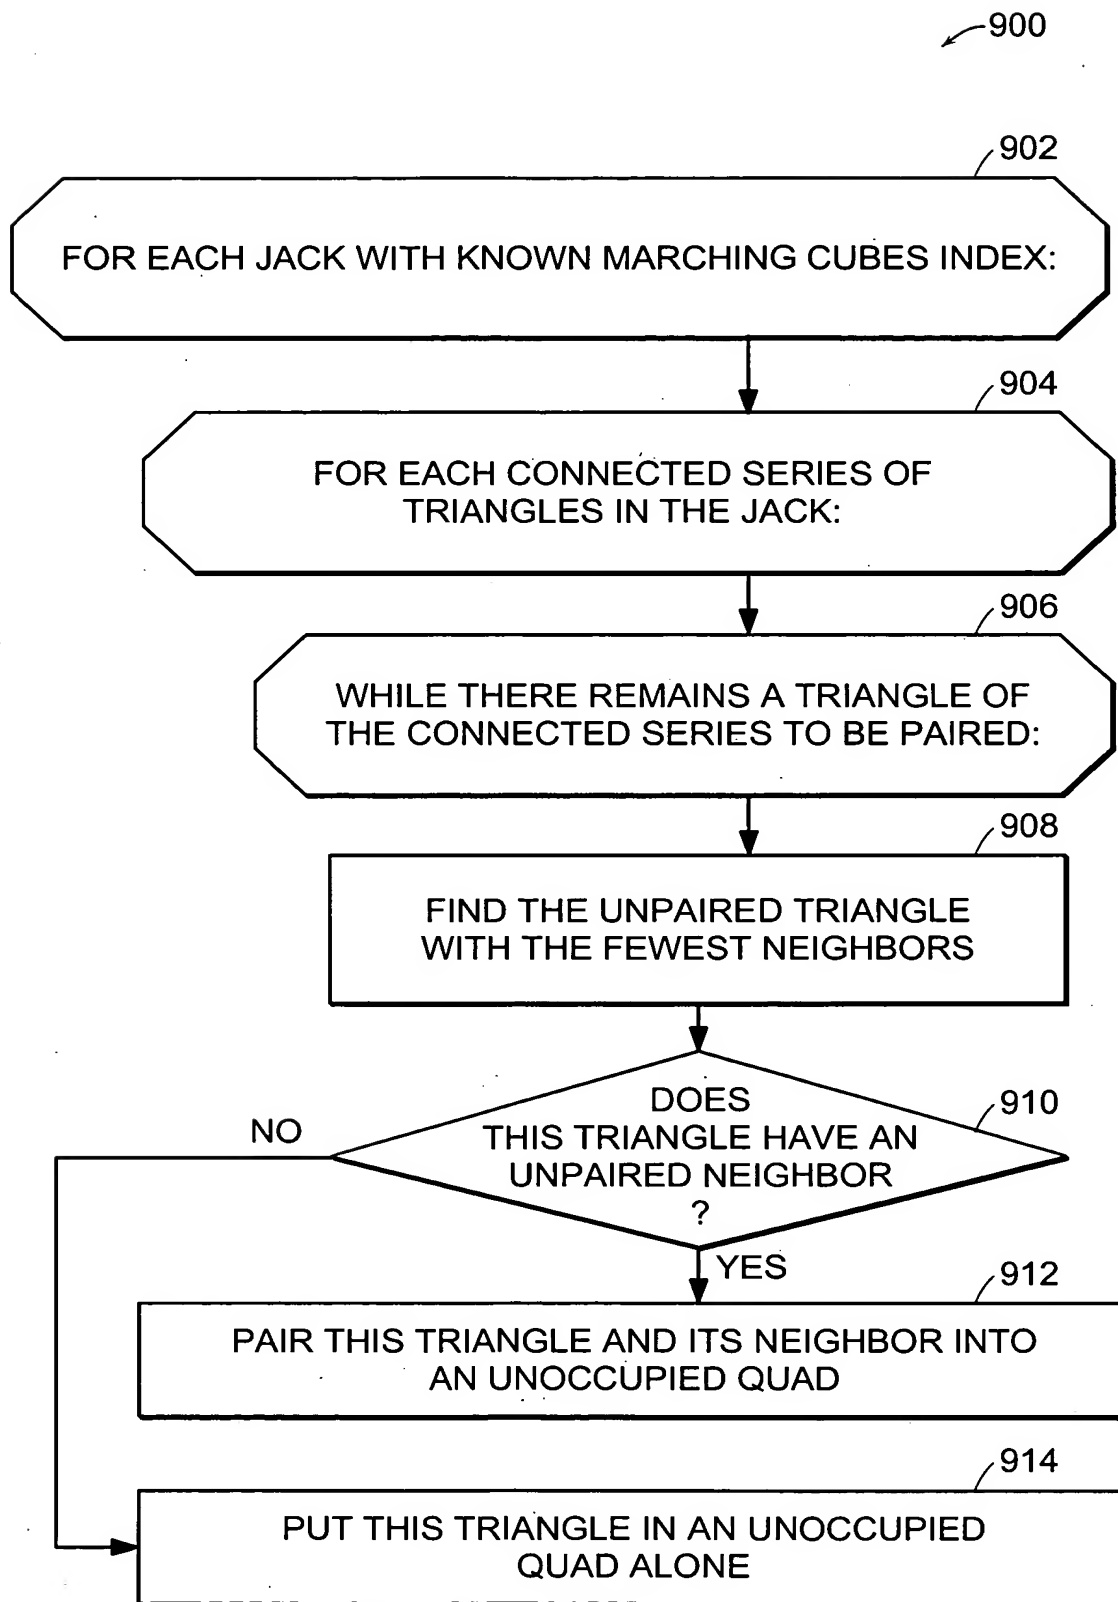 900
902
FOR EACH JACK WITH KNOWN MARCHING CUBES INDEX:
904
FOR EACH CONNECTED SERIES OF
TRIANGLES IN THE JACK:
906
WHILE THERE REMAINS A TRIANGLE OF
THE CONNECTED SERIES TO BE PAIRED:
908
FIND THE UNPAIRED TRIANGLE
WITH THE FEWEST NEIGHBORS
910
DOES
THIS TRIANGLE HAVE AN
UNPAIRED NEIGHBOR
?
NO
YES
912
PAIR THIS TRIANGLE AND ITS NEIGHBOR INTO
AN UNOCCUPIED QUAD
914
PUT THIS TRIANGLE IN AN UNOCCUPIED
QUAD ALONE